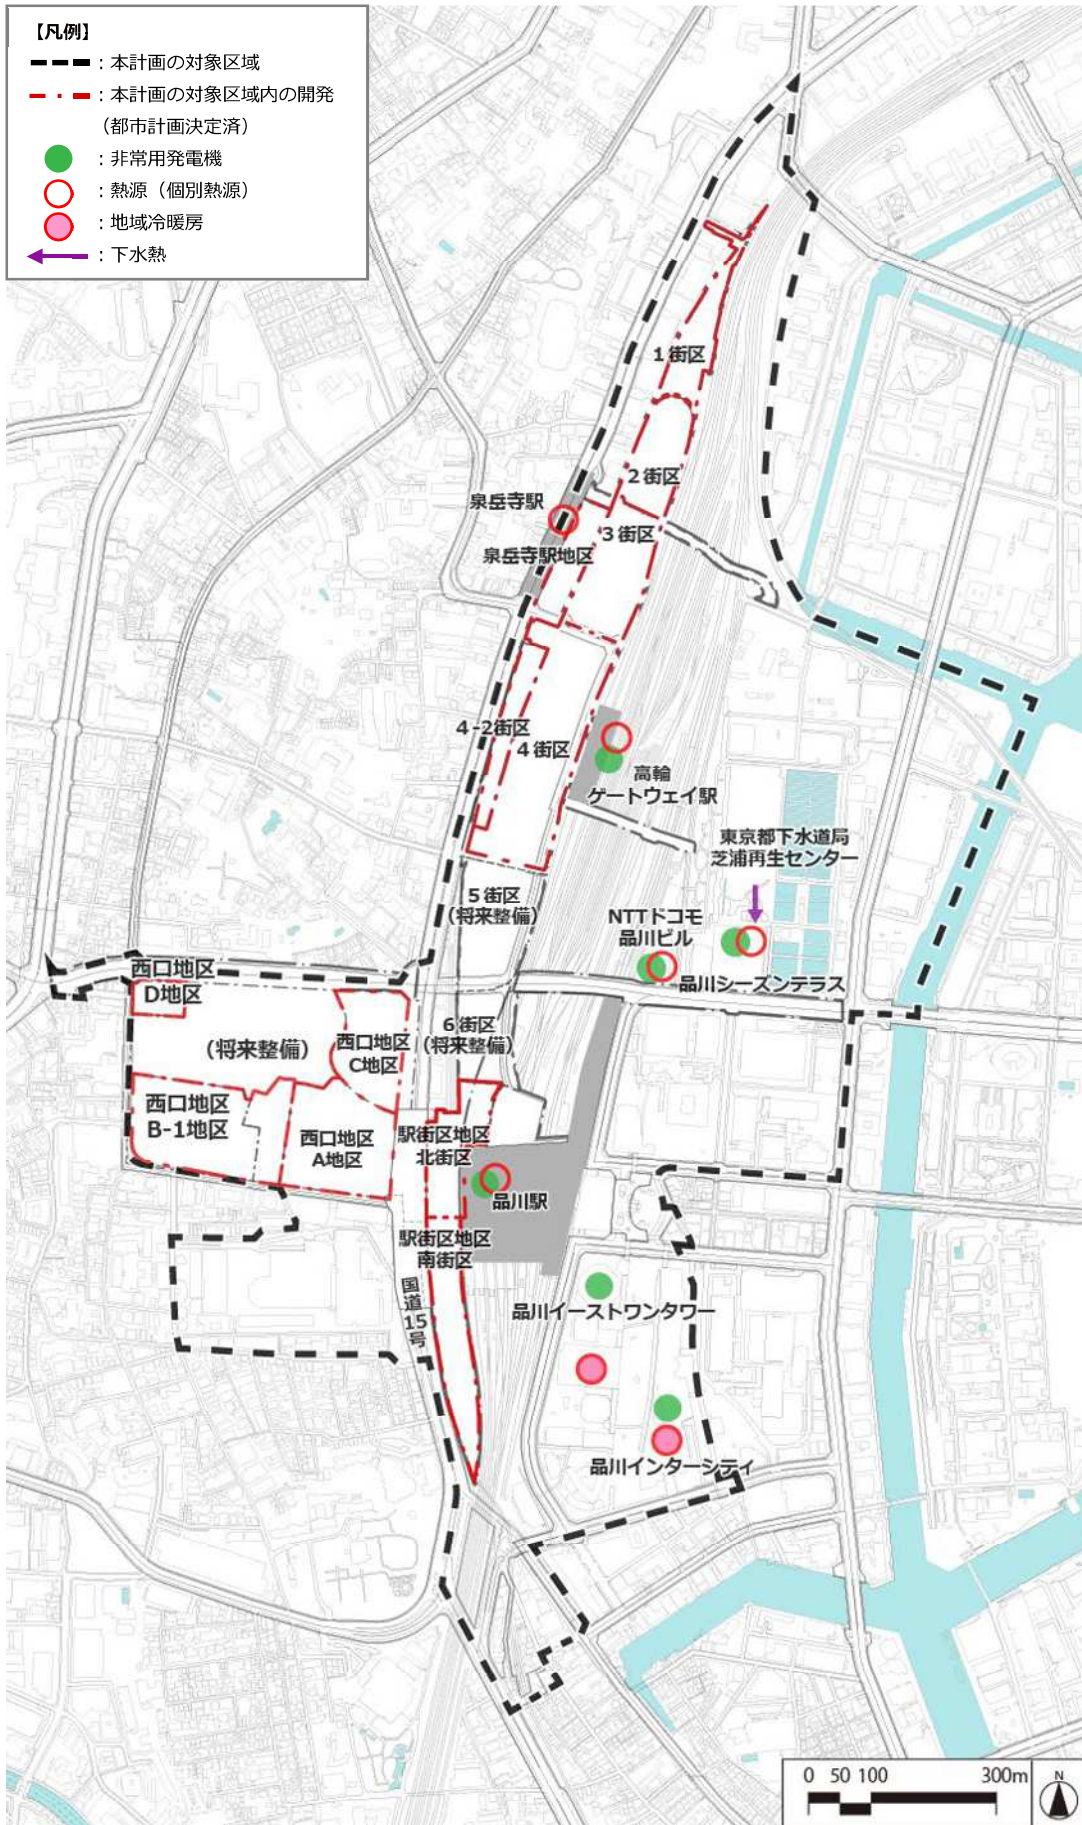 【凡例】
：本計画の対象区域
：本計画の対象区域内の開発
（都市計画決定済）
：非常用発電機
：熱源（個別熱源）
：地域冷暖房
：下水熱
1街区
2街区
泉岳寺駅
3街区
泉岳寺駅地区
4-2街区
4街区
高輪
ゲートウェイ駅
東京都下水道局
芝浦再生センター
5街区
（将来整備）
NTTドコモ
品川ビル
品川シーズンテラス
西口地区
D地区
（将来整備）
西口地区
C地区
6街区
（将来整備）
西口地区
B-1地区
西口地区
A地区
駅街区地区
北街区
品川駅
駅街区地区
南街区
国道15号
品川イーストワンタワー
品川インターシティ
0 50 100 300m
N